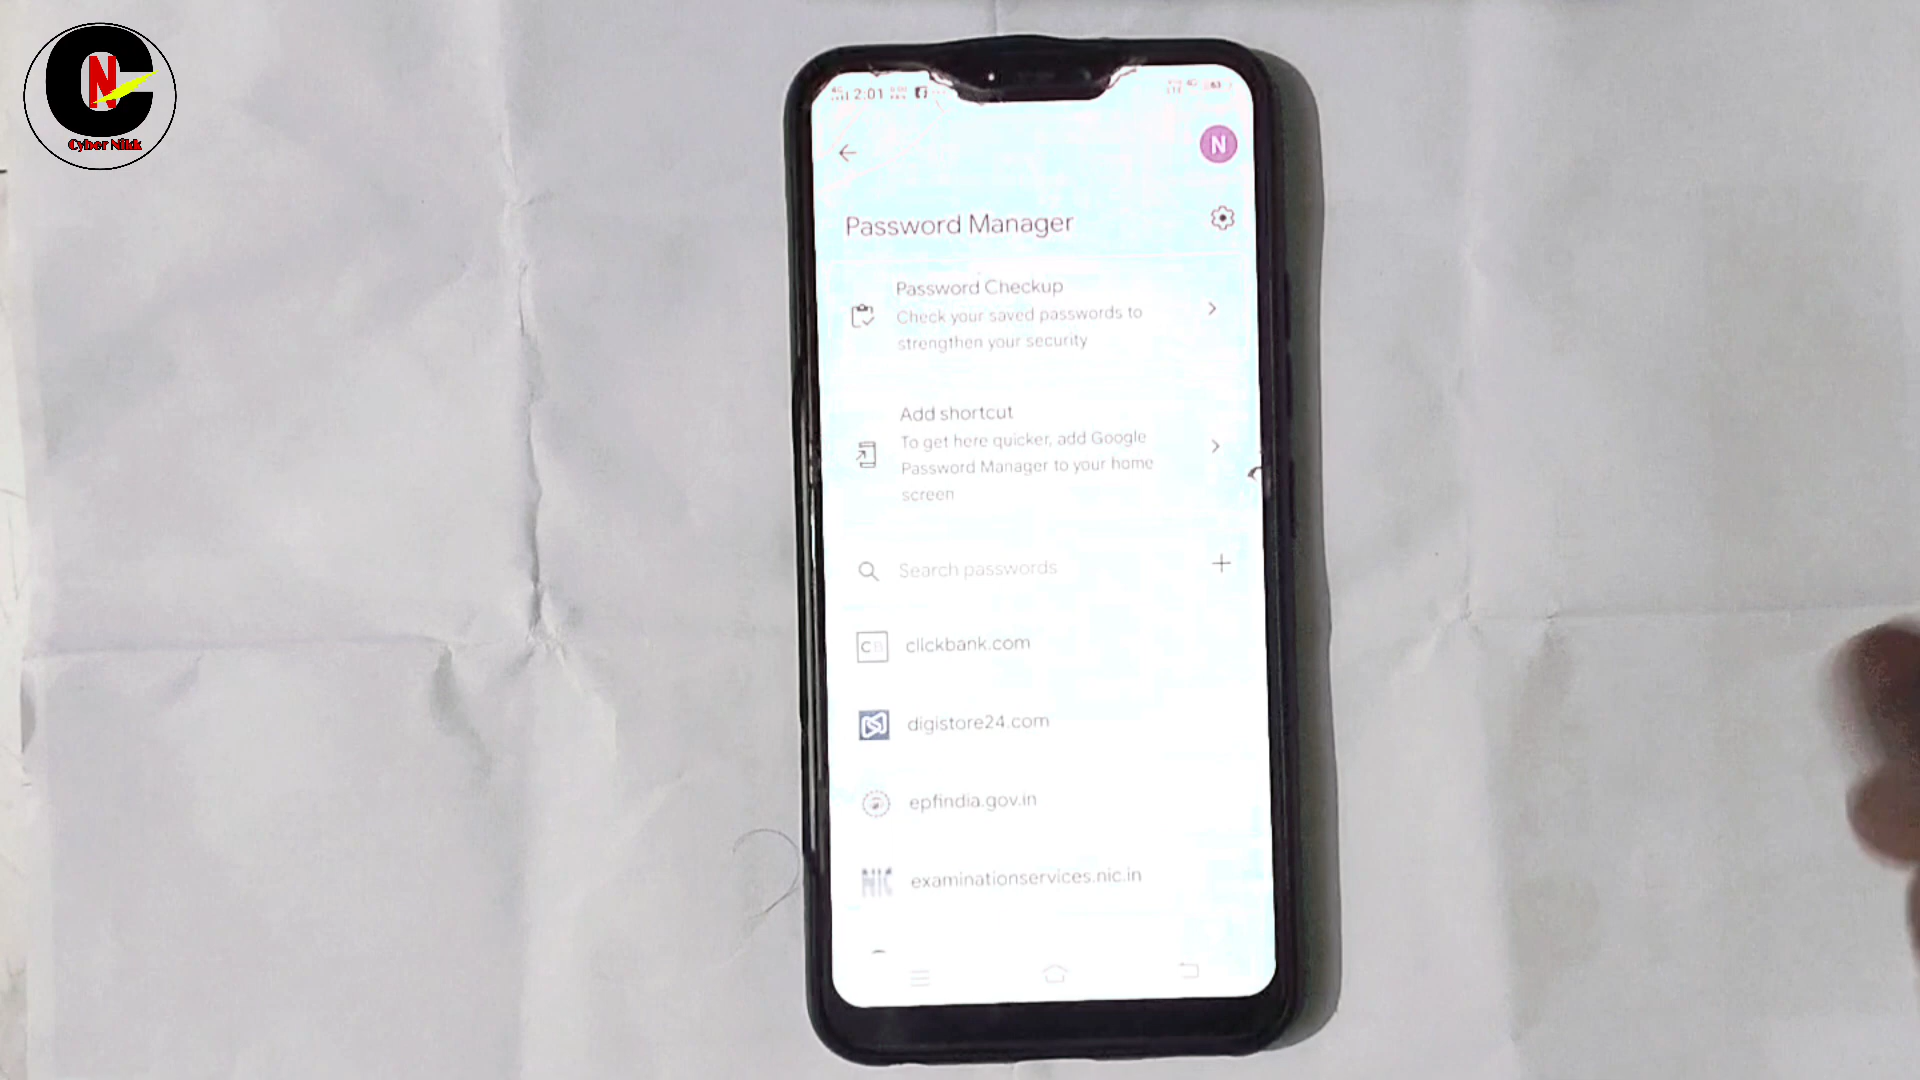 CN
Cyber Nikk
2:01
N
Password Manager
Password Checkup
Check your saved passwords to
strengthen your security
Add shortcut
To get here quicker, add Google
Password Manager to your home
screen
Search passwords
CB clickbank.com
digistore24.com
epfindia.gov.in
NIC examinationservices.nic.in